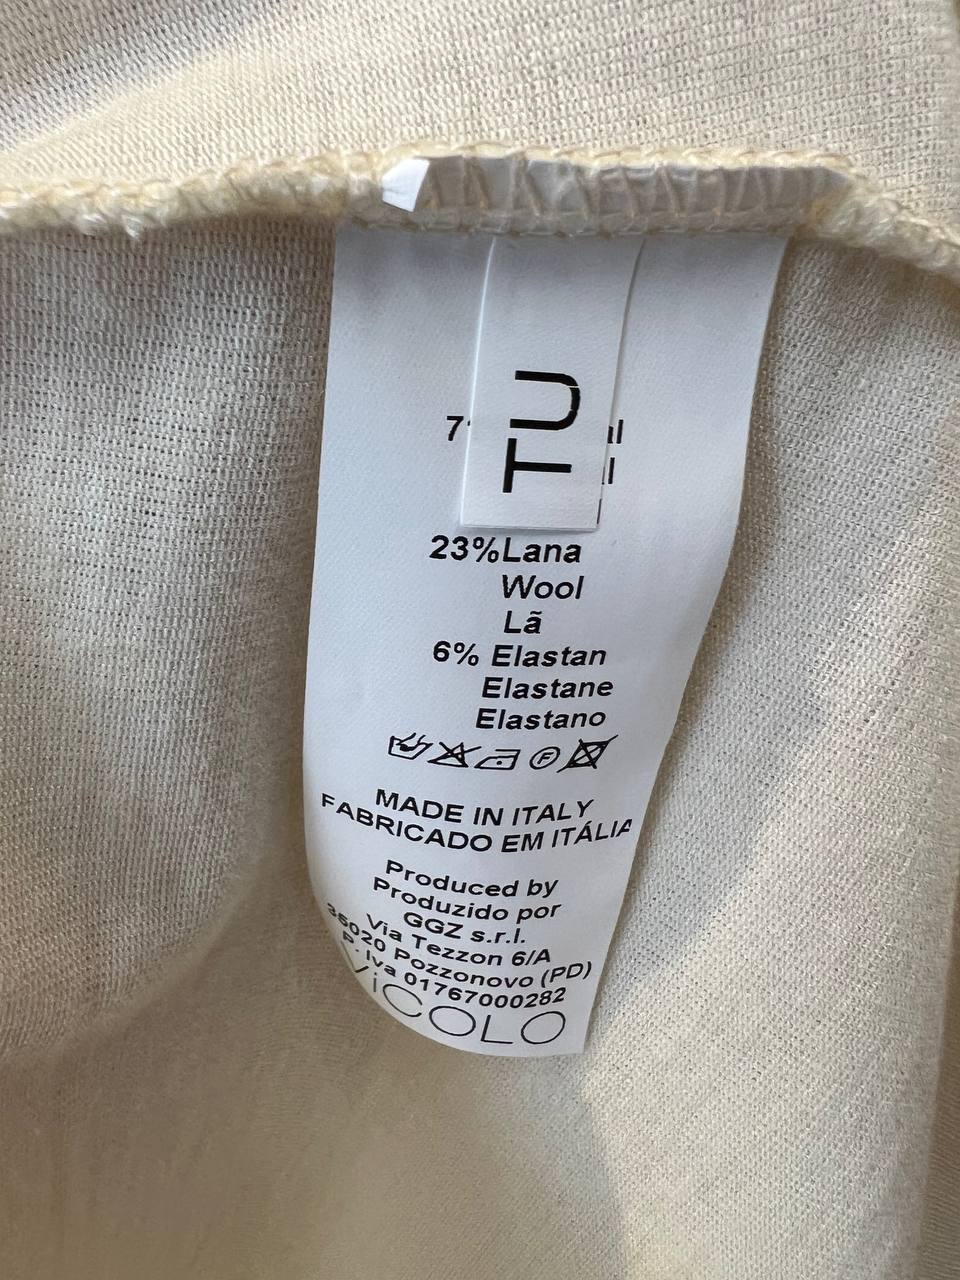 TU
23%Lana
Wool
Lã
6% Elastan
Elastane
Elastano
F
MADE IN ITALY
FABRICADO EM ITÁLIA
Produced by
Produzido por
GGZ s.r.l.
Via Tezzon 6/A
35020 Pozzonovo (PD)
P. Iva 01767000282
ViCOLO